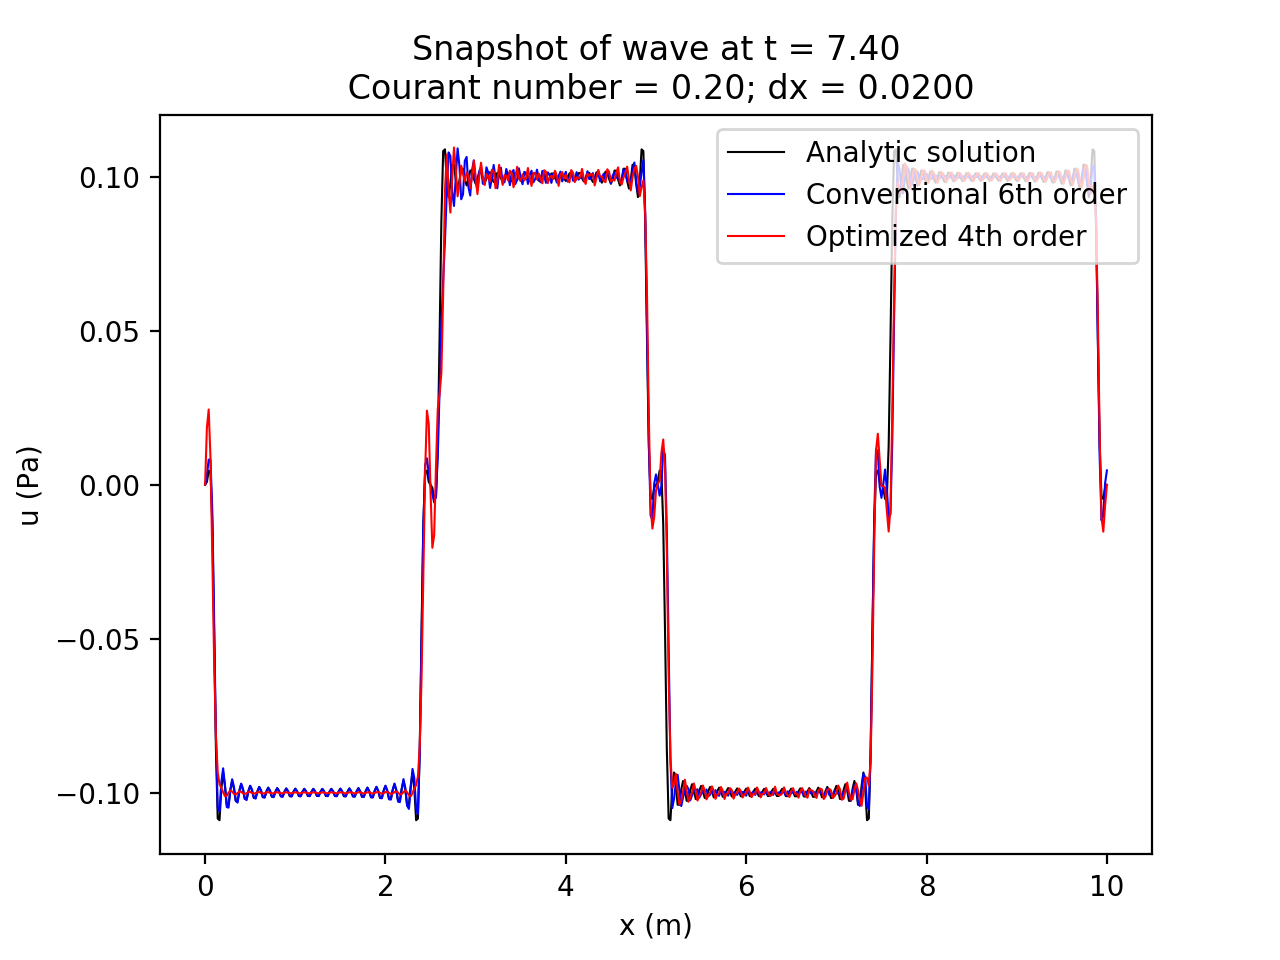 Snapshot of wave at t = 7.40
Courant number = 0.20; dx = 0.0200
Analytic solution
Conventional 6th order
Optimized 4th order
0.10
0.05
0.00
−0.05
−0.10
u (Pa)
0 2 4 6 8 10
x (m)